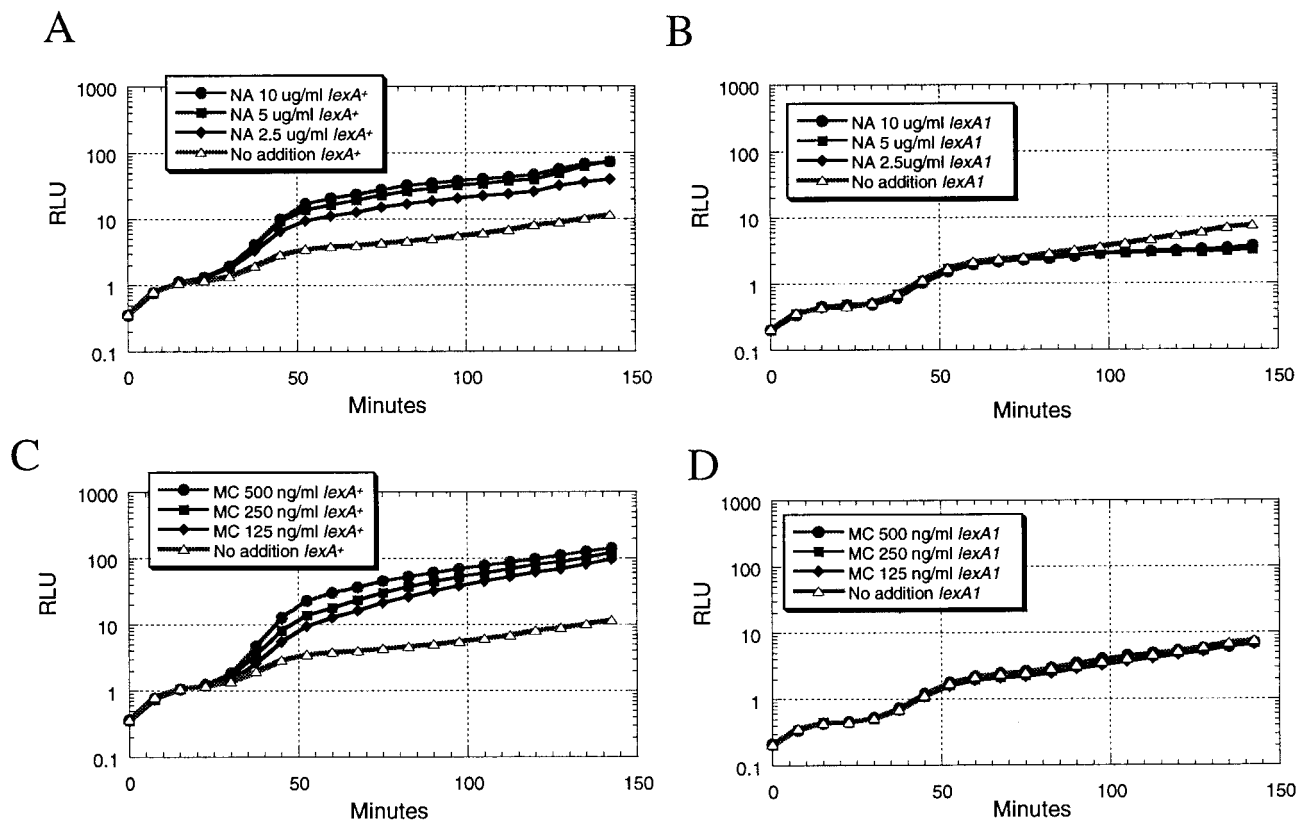 A
NA 10 ug/ml lexA+
NA 5 ug/ml lexA+
NA 2.5 ug/ml lexA+
No addition lexA+
1000
100
10
1
0.1
RLU
0
50
100
150
Minutes
B
NA 10 ug/ml lexA1
NA 5 ug/ml lexA1
NA 2.5ug/ml lexA1
No addition lexA1
1000
100
10
1
0.1
RLU
0
50
100
150
Minutes
C
MC 500 ng/ml lexA+
MC 250 ng/ml lexA+
MC 125 ng/ml lexA+
No addition lexA+
1000
100
10
1
0.1
RLU
0
50
100
150
Minutes
D
MC 500 ng/ml lexA1
MC 250 ng/ml lexA1
MC 125 ng/ml lexA1
No addition lexA1
1000
100
10
1
0.1
RLU
0
50
100
150
Minutes